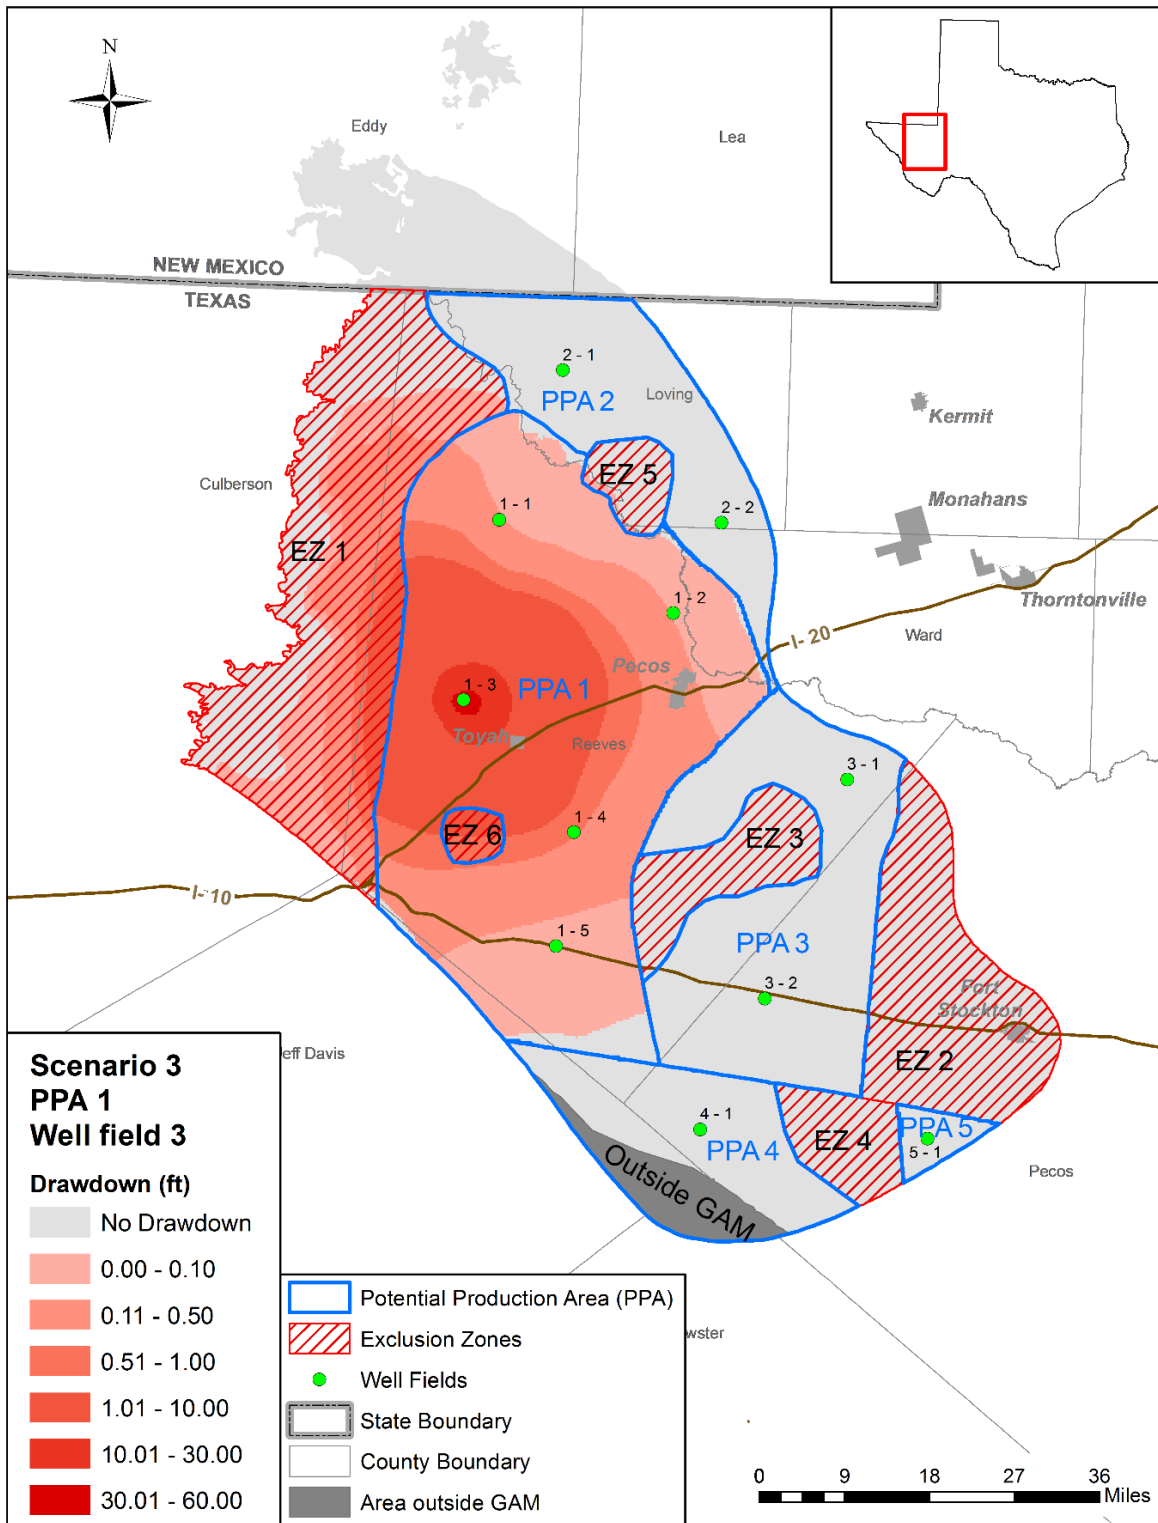 N
Eddy
Lea
NEW MEXICO
TEXAS
2 - 1
PPA 2
Loving
Kermit
Culberson
EZ 5
Monahans
1 - 1
2 - 2
EZ 1
Thorntonville
1 - 2
I- 20
Ward
Pecos
1 - 3
PPA 1
Toyah
Reeves
3 - 1
1 - 4
EZ 6
EZ 3
I- 10
1 - 5
PPA 3
3 - 2
Fort
Stockton
Jeff Davis
EZ 2
4 - 1
PPA 4
EZ 4
PPA 5
5 - 1
Outside GAM
Pecos
wster
Scenario 3
PPA 1
Well field 3
Drawdown (ft)
No Drawdown
0.00 - 0.10
0.11 - 0.50
0.51 - 1.00
1.01 - 10.00
10.01 - 30.00
30.01 - 60.00
Potential Production Area (PPA)
Exclusion Zones
Well Fields
State Boundary
County Boundary
Area outside GAM
0 9 18 27 36
Miles